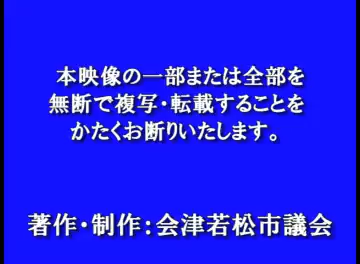 本映像の一部または全部を
無断で複写・転載することを
かたくお断りいたします。
著作・制作：会津若松市議会